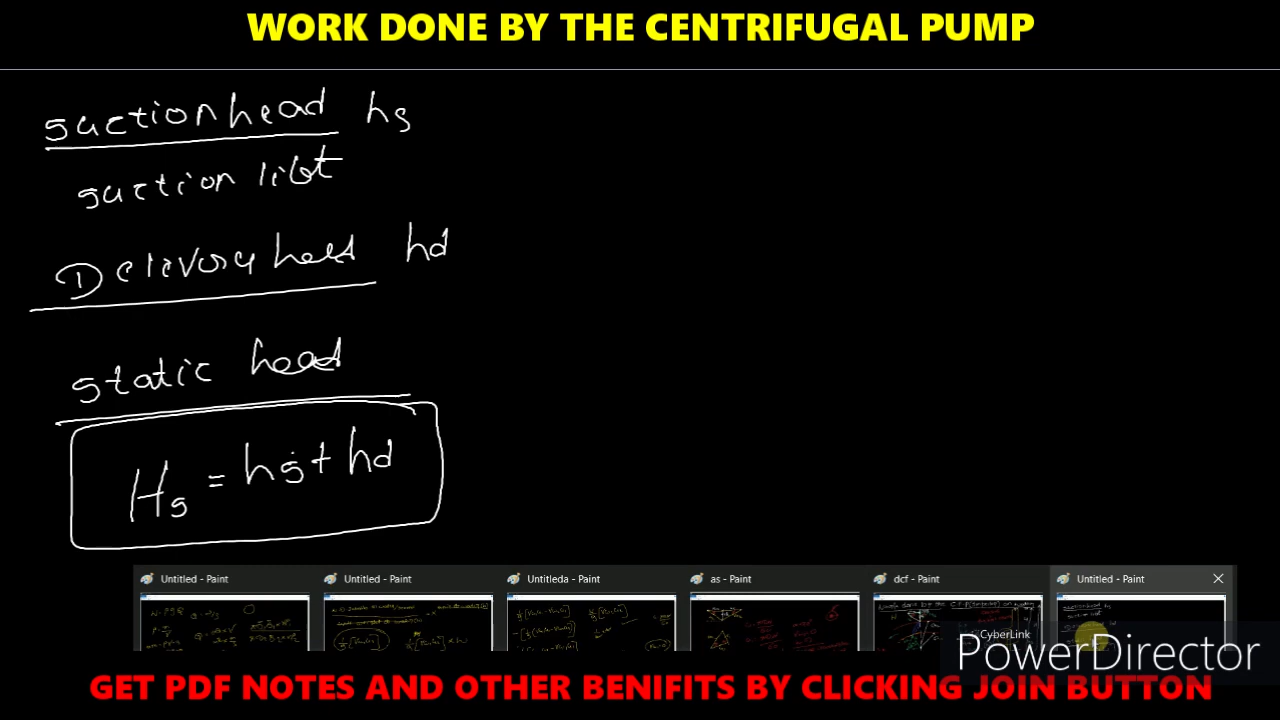 WORK DONE BY THE CENTRIFUGAL PUMP
suction head hs
suction lift
Delivery head hd
static head
Hs = hs + hd
Untitled - Paint
Untitled - Paint
Untitleda - Paint
as - Paint
dcf - Paint
Untitled - Paint
CyberLink
PowerDirector
GET PDF NOTES AND OTHER BENIFITS BY CLICKING JOIN BUTTON